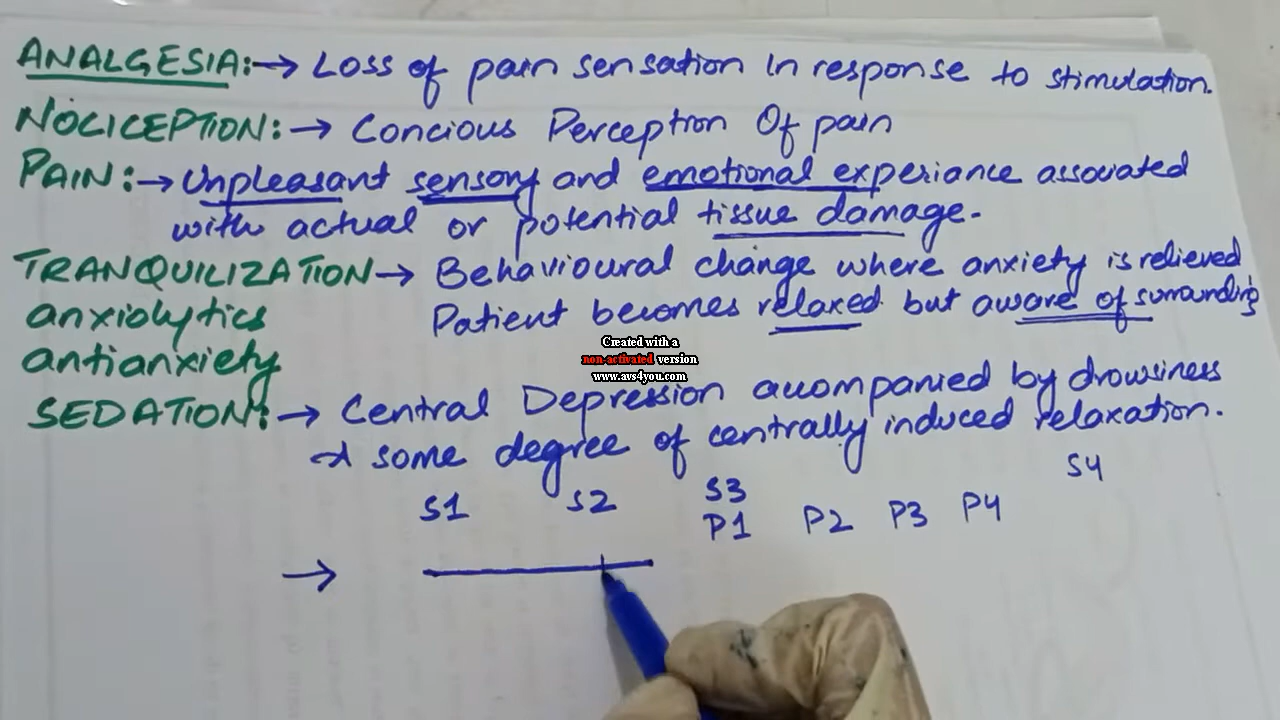 ANALGESIA:→ Loss of pain sensation in response to stimulation.
NOCICEPTION:→ Concious Perception Of pain
PAIN:→ Unpleasant sensory and emotional experiance associated
with actual or potential tissue damage.
TRANQUILIZATION → Behavioural change where anxiety is relieved
anxiolytics Patient becomes relaxed but aware of surrounding's
antianxiety
Created with a
non-activated version
www.avs4you.com
SEDATION:→ Central Depression accompanied by drowsiness
& some degree of centrally induced relaxation.
S1 S2 S3 S4
P1 P2 P3 P4
→